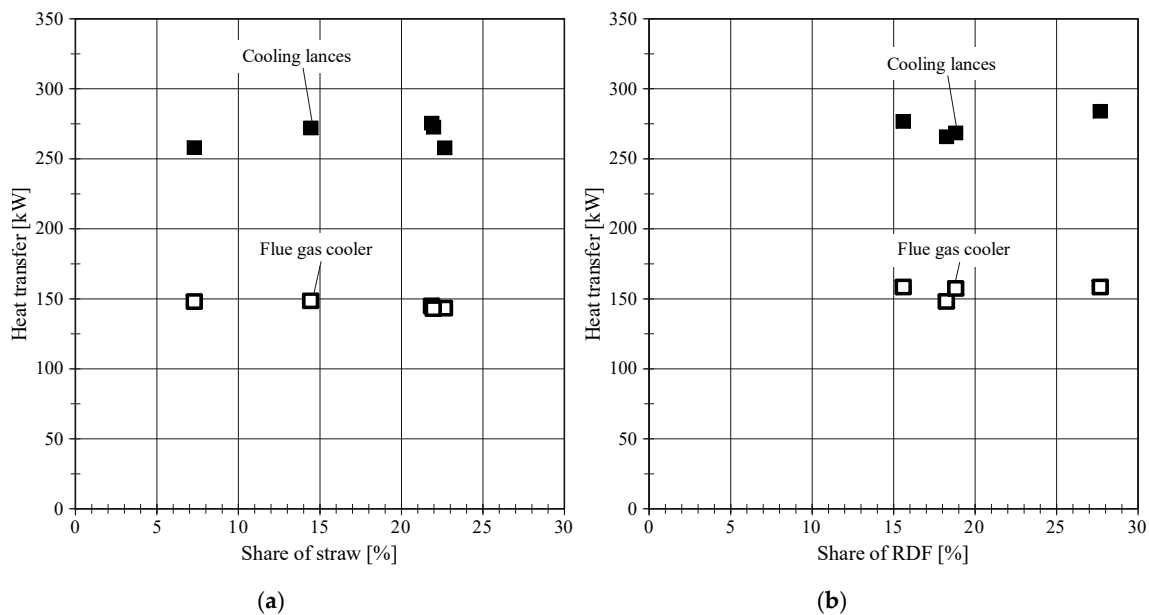 350
300
250
200
150
100
50
0
Heat transfer [kW]
Cooling lances
Flue gas cooler
0 5 10 15 20 25 30
Share of straw [%]
(a)
350
300
250
200
150
100
50
0
Heat transfer [kW]
Cooling lances
Flue gas cooler
0 5 10 15 20 25 30
Share of RDF [%]
(b)